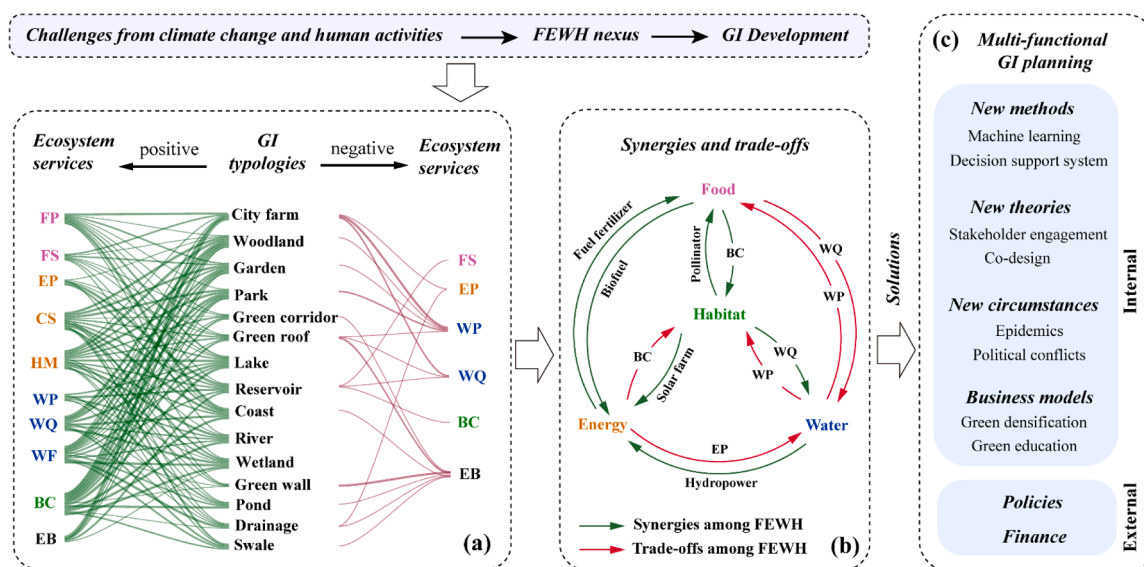 Challenges from climate change and human activities
FEWH nexus
GI Development
Ecosystem
services
positive
GI
typologies
negative
Ecosystem
services
FP
FS
EP
CS
HM
WP
WQ
WF
BC
EB
City farm
Woodland
Garden
Park
Green corridor
Green roof
Lake
Reservoir
Coast
River
Wetland
Green wall
Pond
Drainage
Swale
FS
EP
WP
WQ
BC
EB
(a)
Synergies and trade-offs
Food
Fuel fertilizer
Biofuel
Pollinator
BC
WQ
WP
Habitat
BC
Solar farm
WQ
WP
Energy
Water
EP
Hydropower
Synergies among FEWH
Trade-offs among FEWH
(b)
Solutions
(c)
Multi-functional
GI planning
New methods
Machine learning
Decision support system
New theories
Stakeholder engagement
Co-design
New circumstances
Epidemics
Political conflicts
Business models
Green densification
Green education
Internal
Policies
Finance
External